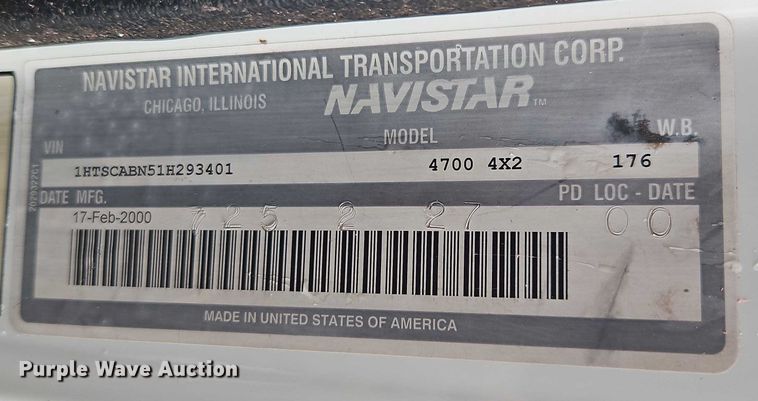 NAVISTAR INTERNATIONAL TRANSPORTATION CORP.
CHICAGO, ILLINOIS NAVISTAR TM
VIN MODEL W.B.
1HTSCABN51H293401 4700 4X2 176
DATE MFG. PD LOC - DATE
17-Feb-2000 725 2 27 00
MADE IN UNITED STATES OF AMERICA
Purple Wave Auction